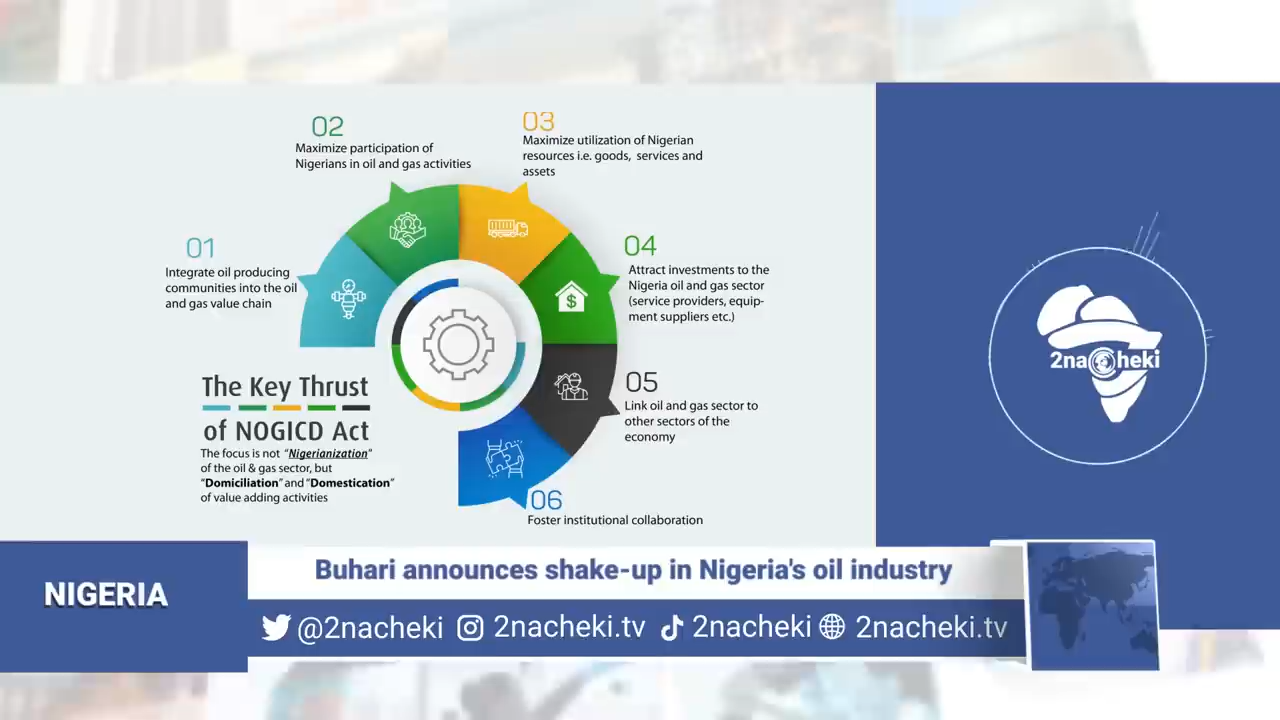 02
Maximize participation of
Nigerians in oil and gas activities
03
Maximize utilization of Nigerian
resources i.e. goods, services and
assets
01
Integrate oil producing
communities into the oil
and gas value chain
04
Attract investments to the
Nigeria oil and gas sector
(service providers, equip-
ment suppliers etc.)
$
2nacheki
The Key Thrust
of NOGICD Act
The focus is not "Nigerianization"
of the oil & gas sector, but
"Domiciliation" and "Domestication"
of value adding activities
05
Link oil and gas sector to
other sectors of the
economy
06
Foster institutional collaboration
NIGERIA
Buhari announces shake-up in Nigeria's oil industry
@2nacheki 2nacheki.tv 2nacheki 2nacheki.tv